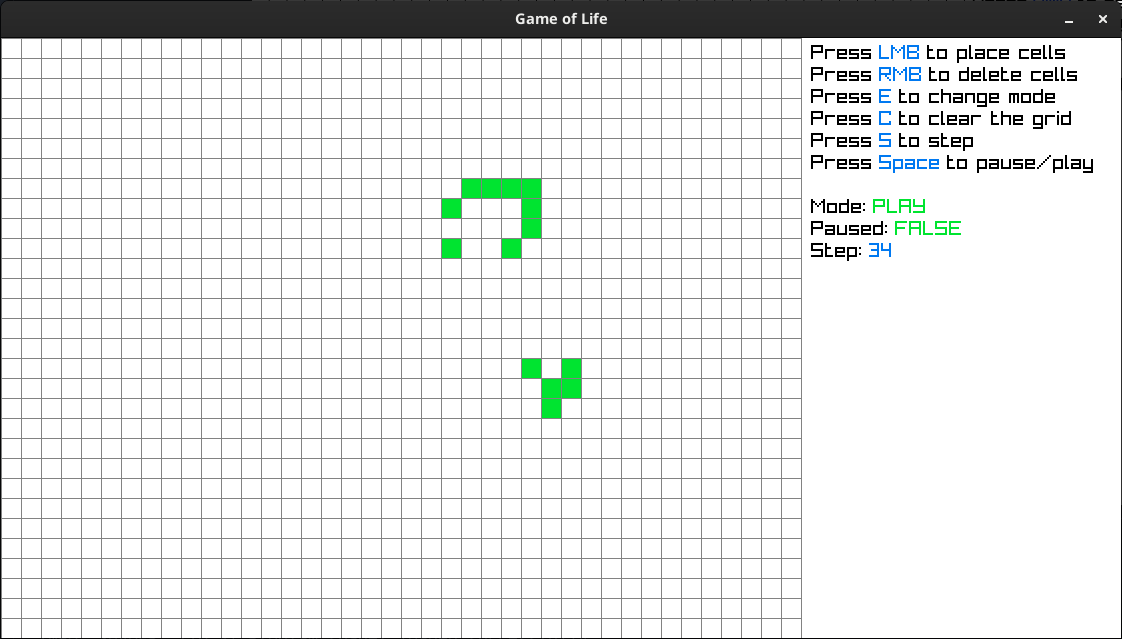 Game of Life
Press LMB to place cells
Press RMB to delete cells
Press E to change mode
Press C to clear the grid
Press S to step
Press Space to pause/play
Mode: PLAY
Paused: FALSE
Step: 34